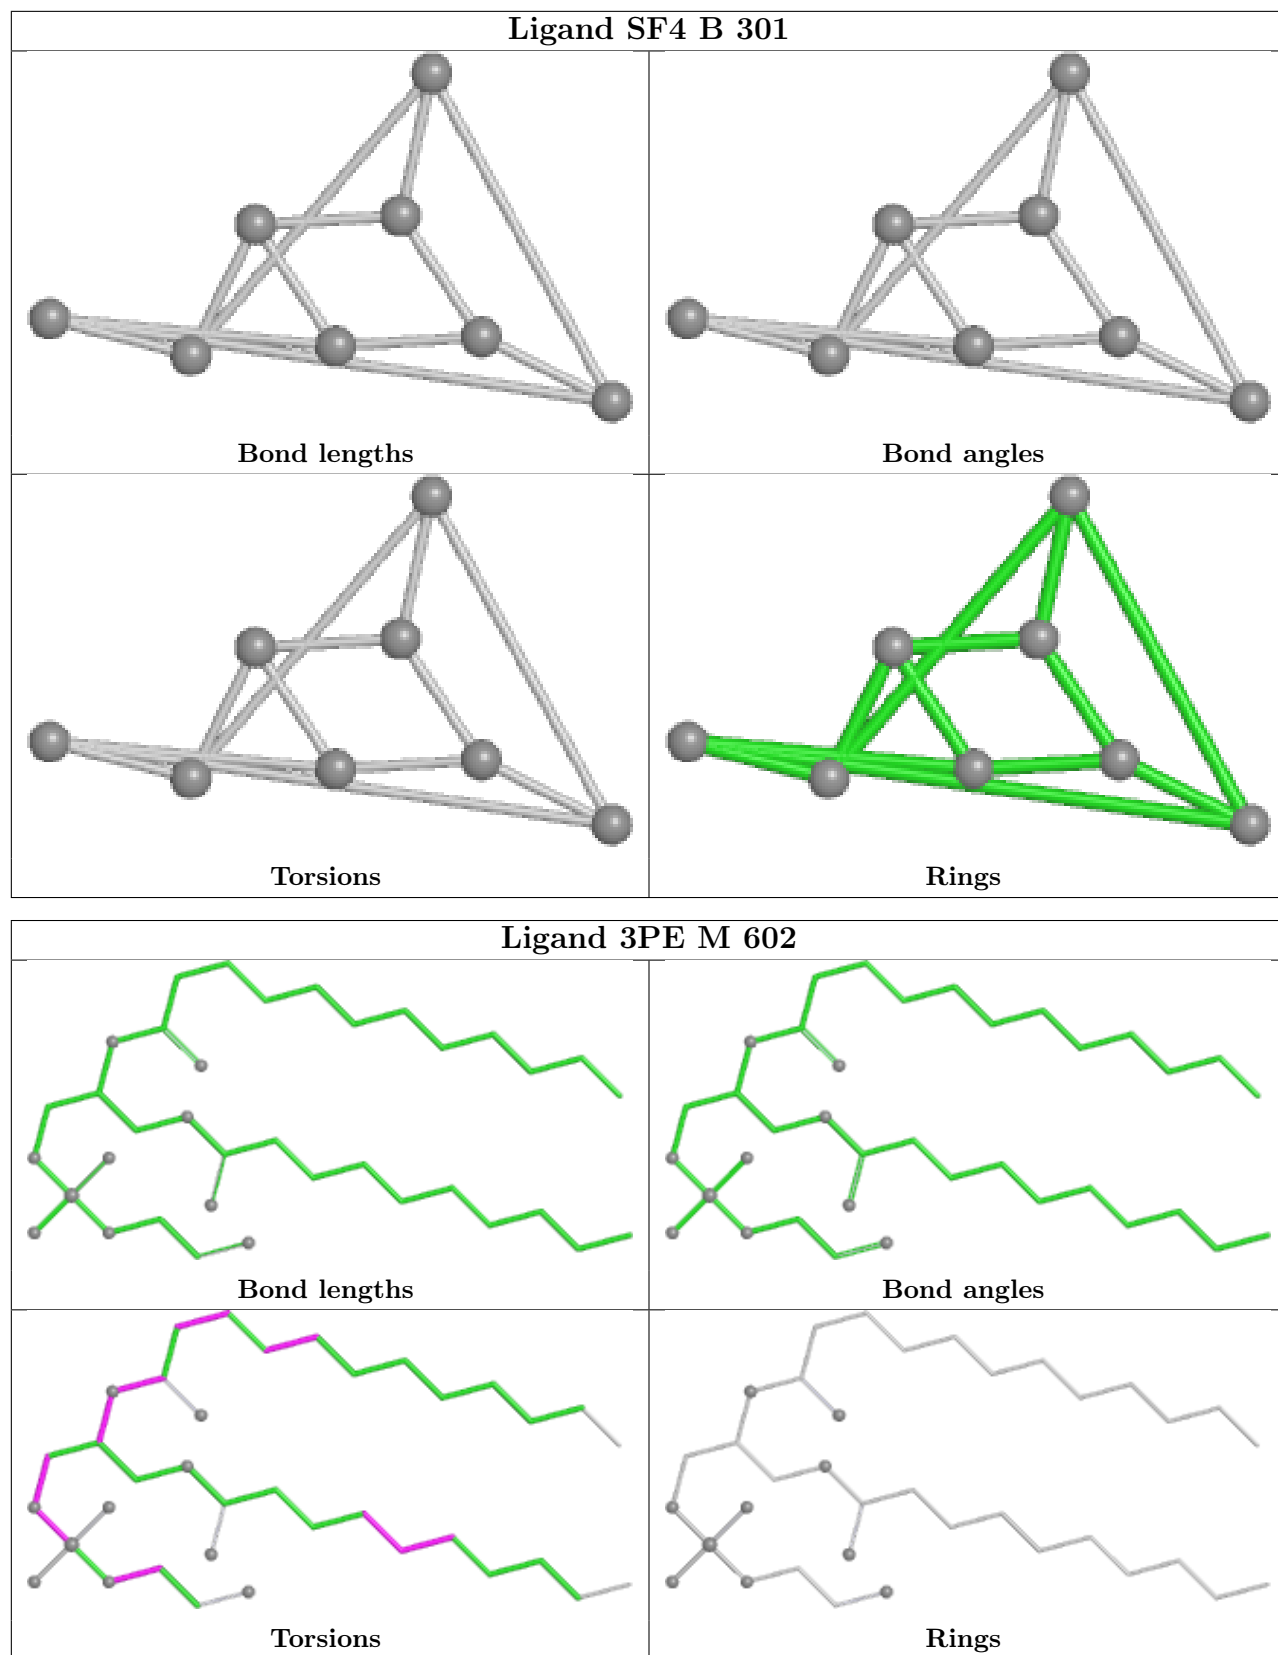 Ligand SF4 B 301
Bond lengths
Bond angles
Torsions
Rings
Ligand 3PE M 602
Bond lengths
Bond angles
Torsions
Rings